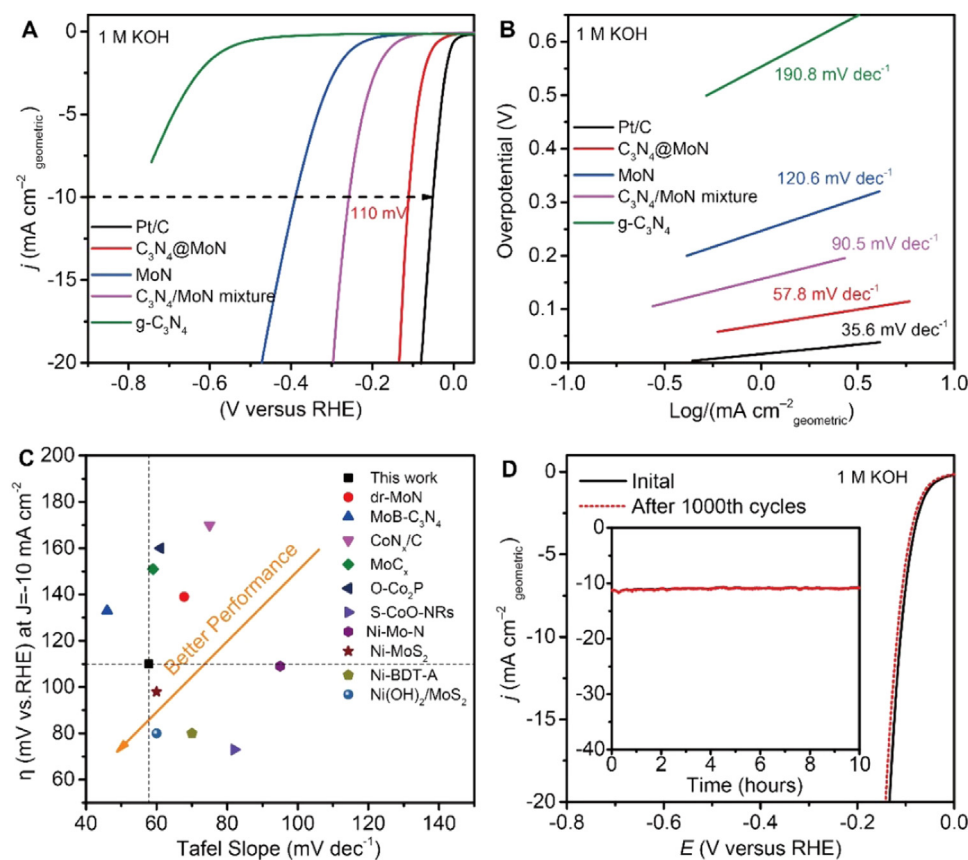 A
1 M KOH
0
-5
-10
-15
-20
j (mA cm⁻² geometric)
110 mV
Pt/C
C₃N₄@MoN
MoN
C₃N₄/MoN mixture
g-C₃N₄
-0.8 -0.6 -0.4 -0.2 0.0
(V versus RHE)
B
1 M KOH
0.6
0.5
0.4
0.3
0.2
0.1
0.0
Overpotential (V)
Pt/C
C₃N₄@MoN
MoN
C₃N₄/MoN mixture
g-C₃N₄
190.8 mV dec⁻¹
120.6 mV dec⁻¹
90.5 mV dec⁻¹
57.8 mV dec⁻¹
35.6 mV dec⁻¹
-1.0 -0.5 0.0 0.5 1.0
Log/(mA cm⁻² geometric)
C
200
180
160
140
120
100
80
60
η (mV vs.RHE) at J=-10 mA cm⁻²
This work
dr-MoN
MoB-C₃N₄
CoNₓ/C
MoCₓ
O-Co₂P
S-CoO-NRs
Ni-Mo-N
Ni-MoS₂
Ni-BDT-A
Ni(OH)₂/MoS₂
Better Performance
40 60 80 100 120 140
Tafel Slope (mV dec⁻¹)
D
1 M KOH
Inital
After 1000th cycles
0
-5
-10
-15
-20
j (mA cm⁻² geometric)
0
-10
-20
-30
-40
0 2 4 6 8 10
Time (hours)
-0.8 -0.6 -0.4 -0.2 0.0
E (V versus RHE)